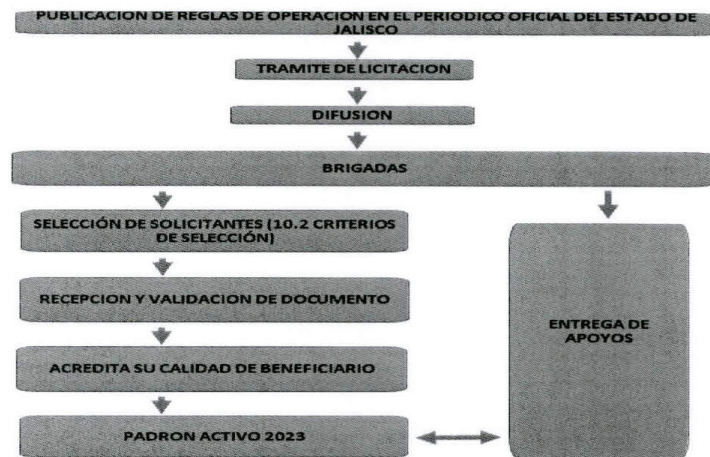 PUBLICACION DE REGLAS DE OPERACIÓN EN EL PERIODICO OFICIAL DEL ESTADO DE
JALISCO
TRAMITE DE LICITACION
DIFUSION
BRIGADAS
SELECCIÓN DE SOLICITANTES (10.2 CRITERIOS
DE SELECCIÓN)
RECEPCION Y VALIDACION DE DOCUMENTO
ACREDITA SU CALIDAD DE BENEFICIARIO
PADRON ACTIVO 2023
ENTREGA DE
APOYOS